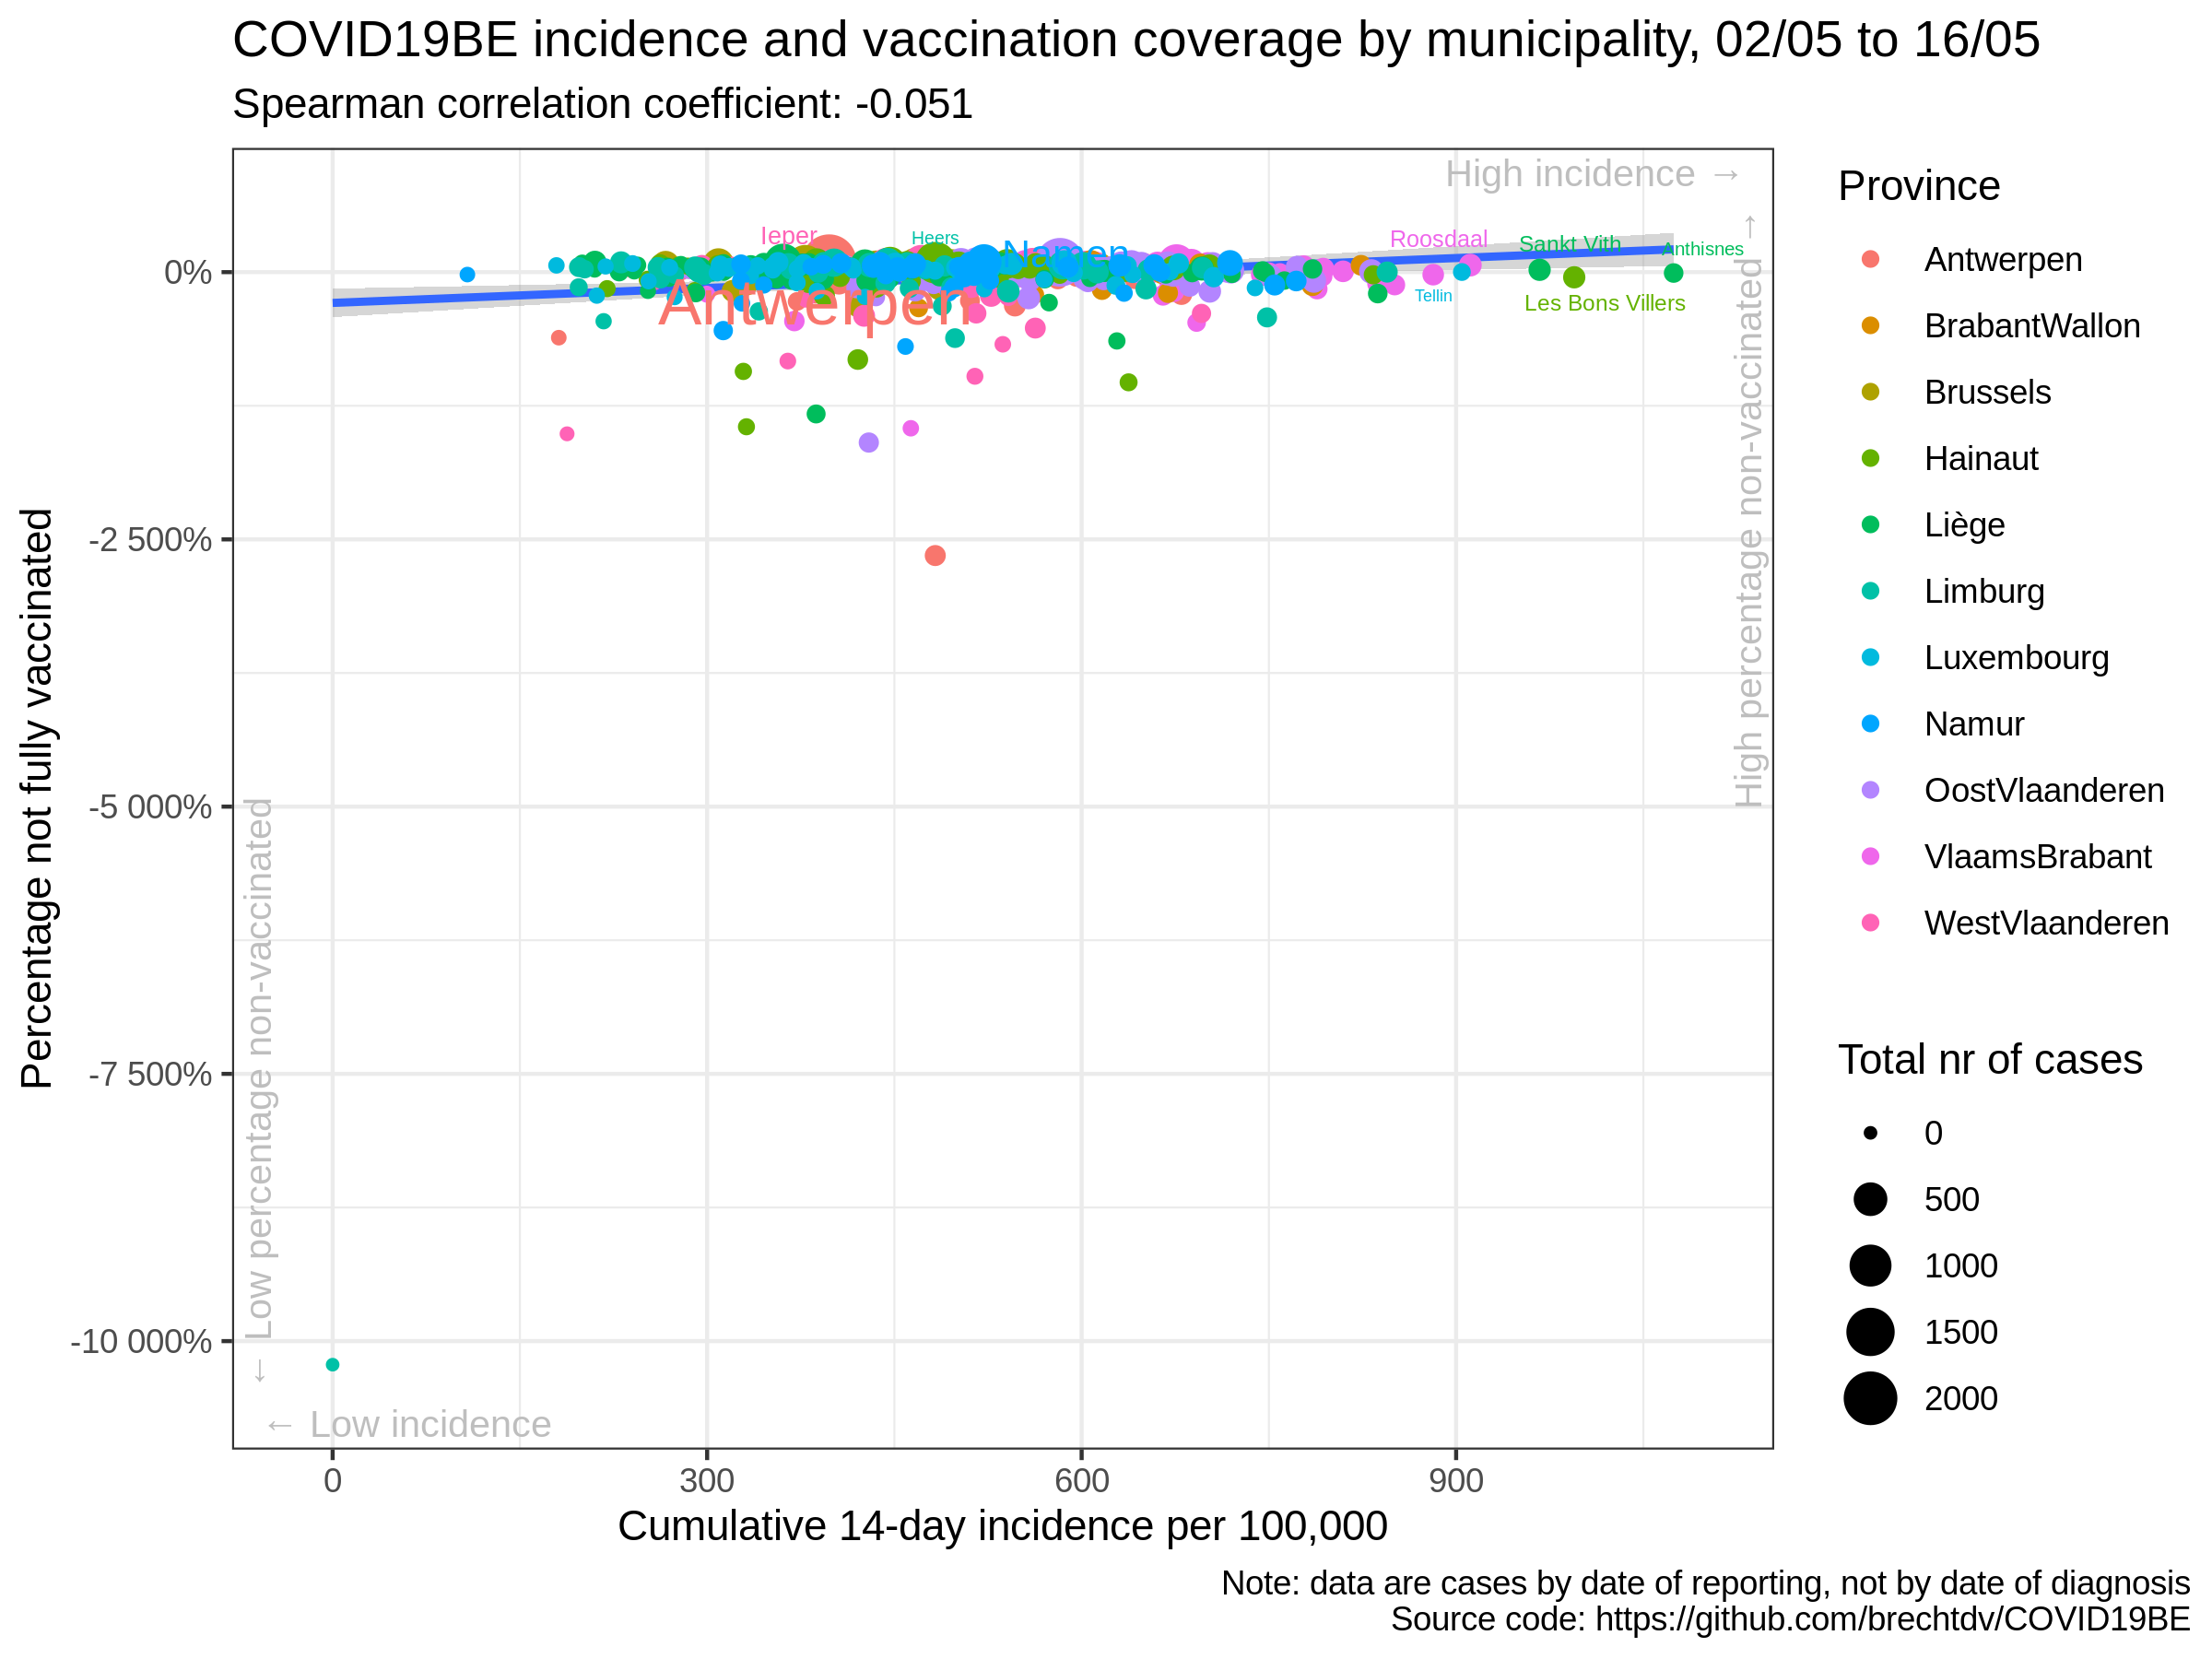 COVID19BE incidence and vaccination coverage by municipality, 02/05 to 16/05
Spearman correlation coefficient: -0.051
High incidence →
High percentage non-vaccinated →
Ieper
Heers
Namen
Roosdaal
Sankt Vith
Anthisnes
Tellin
Les Bons Villers
Antwerpen
0%
-2 500%
-5 000%
-7 500%
-10 000%
Percentage not fully vaccinated
← Low percentage non-vaccinated
← Low incidence
0
300
600
900
Cumulative 14-day incidence per 100,000
Province
Antwerpen
BrabantWallon
Brussels
Hainaut
Liège
Limburg
Luxembourg
Namur
OostVlaanderen
VlaamsBrabant
WestVlaanderen
Total nr of cases
0
500
1000
1500
2000
Note: data are cases by date of reporting, not by date of diagnosis
Source code: https://github.com/brechtdv/COVID19BE